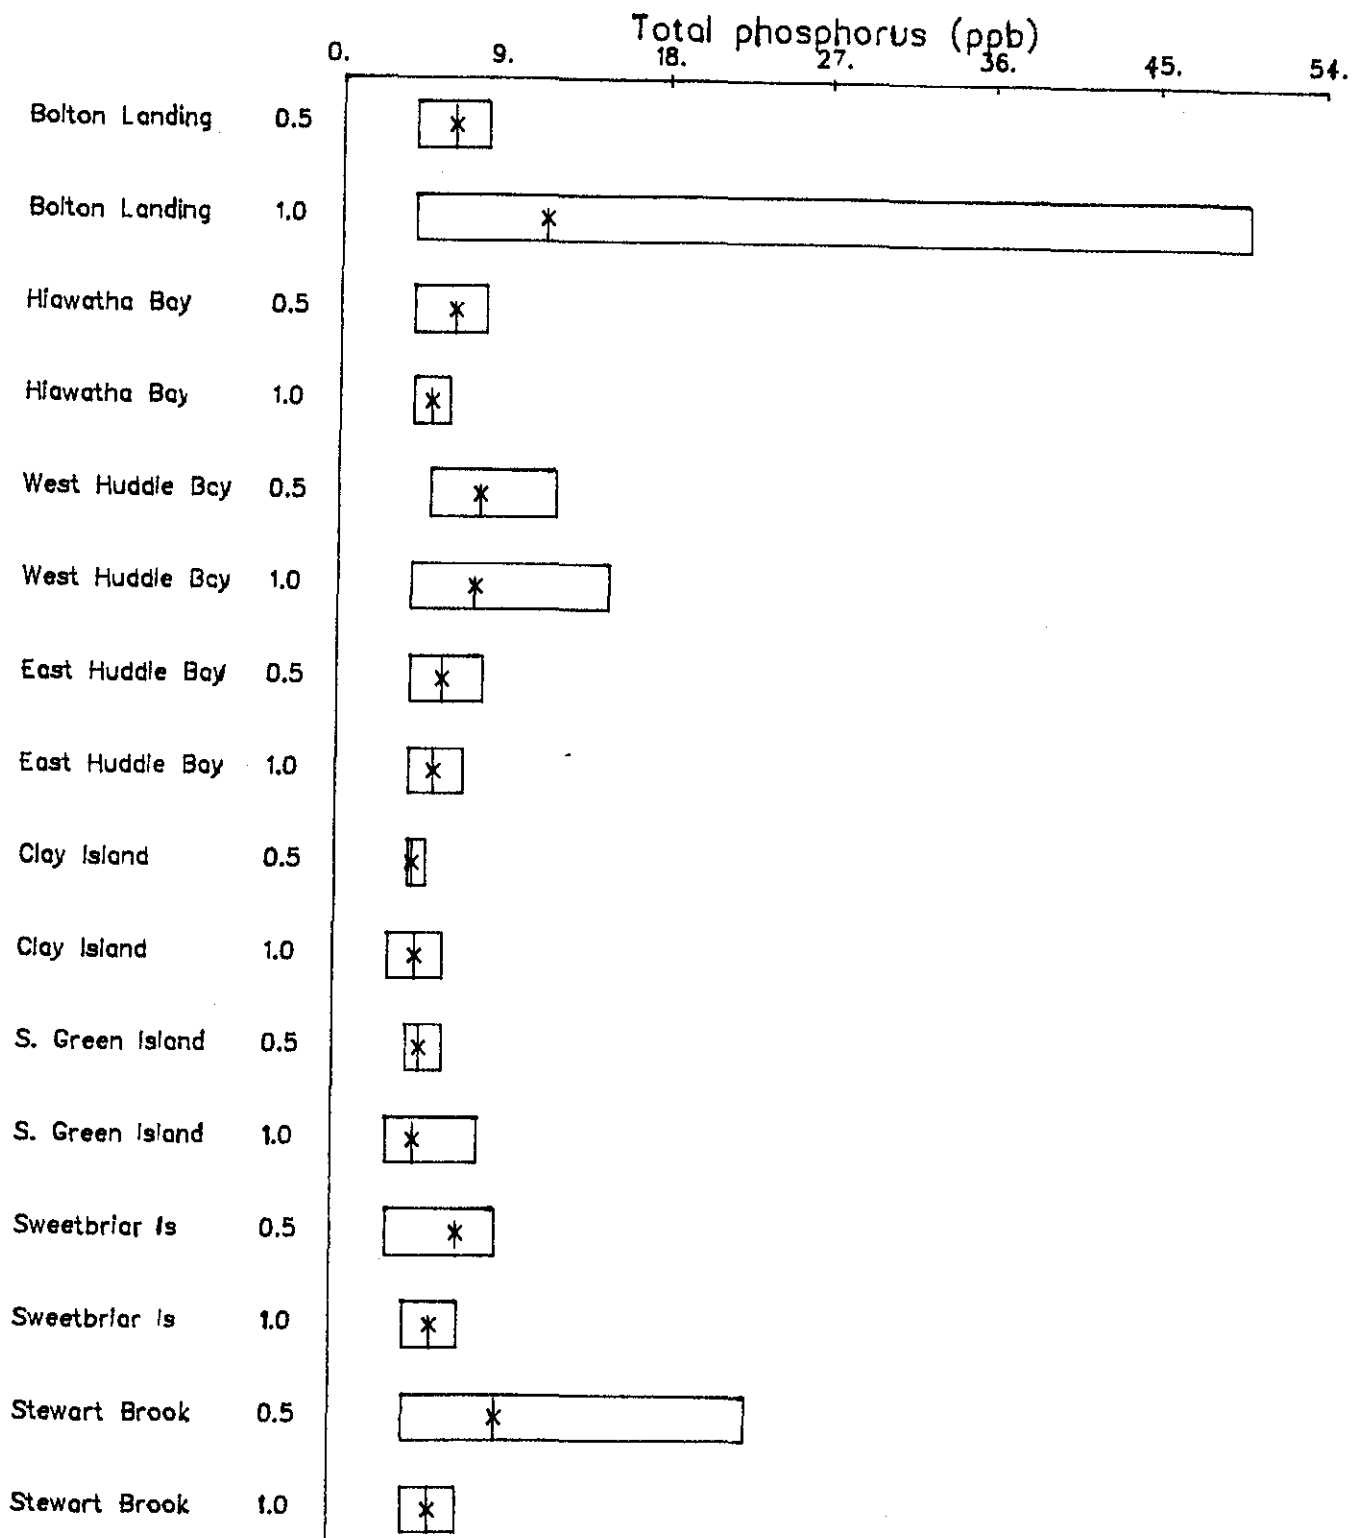 Total phosphorus (ppb)
0. 9. 18. 27. 36. 45. 54.
Bolton Landing 0.5
Bolton Landing 1.0
Hiawatha Bay 0.5
Hiawatha Bay 1.0
West Huddle Bay 0.5
West Huddle Bay 1.0
East Huddle Bay 0.5
East Huddle Bay 1.0
Clay Island 0.5
Clay Island 1.0
S. Green Island 0.5
S. Green Island 1.0
Sweetbriar Is 0.5
Sweetbriar Is 1.0
Stewart Brook 0.5
Stewart Brook 1.0